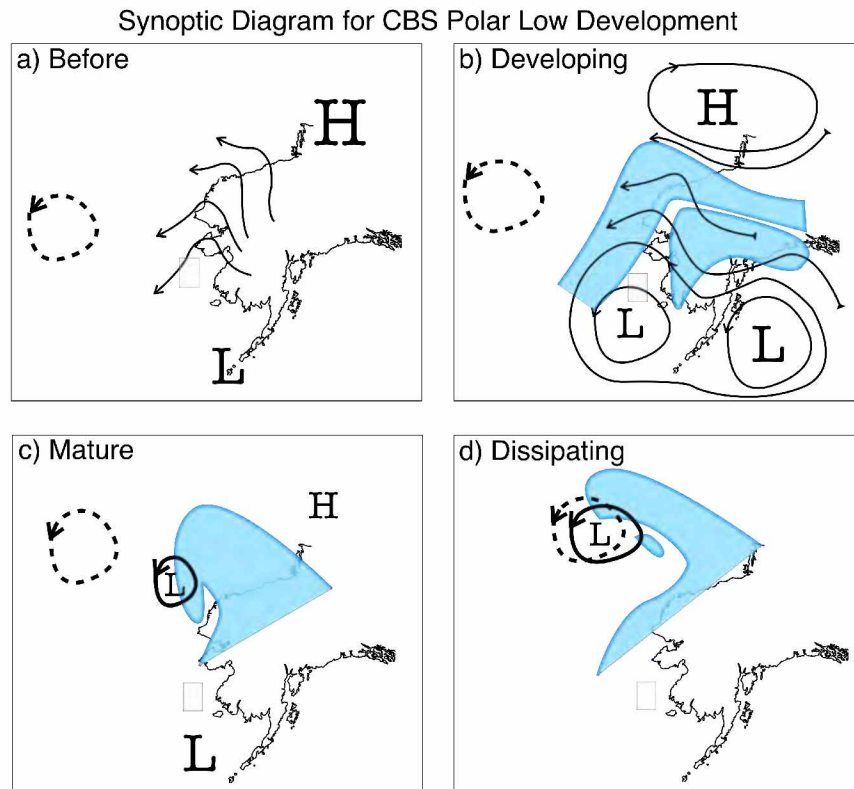 Synoptic Diagram for CBS Polar Low Development
a) Before
H
L
b) Developing
H
L
L
c) Mature
H
L
L
d) Dissipating
L